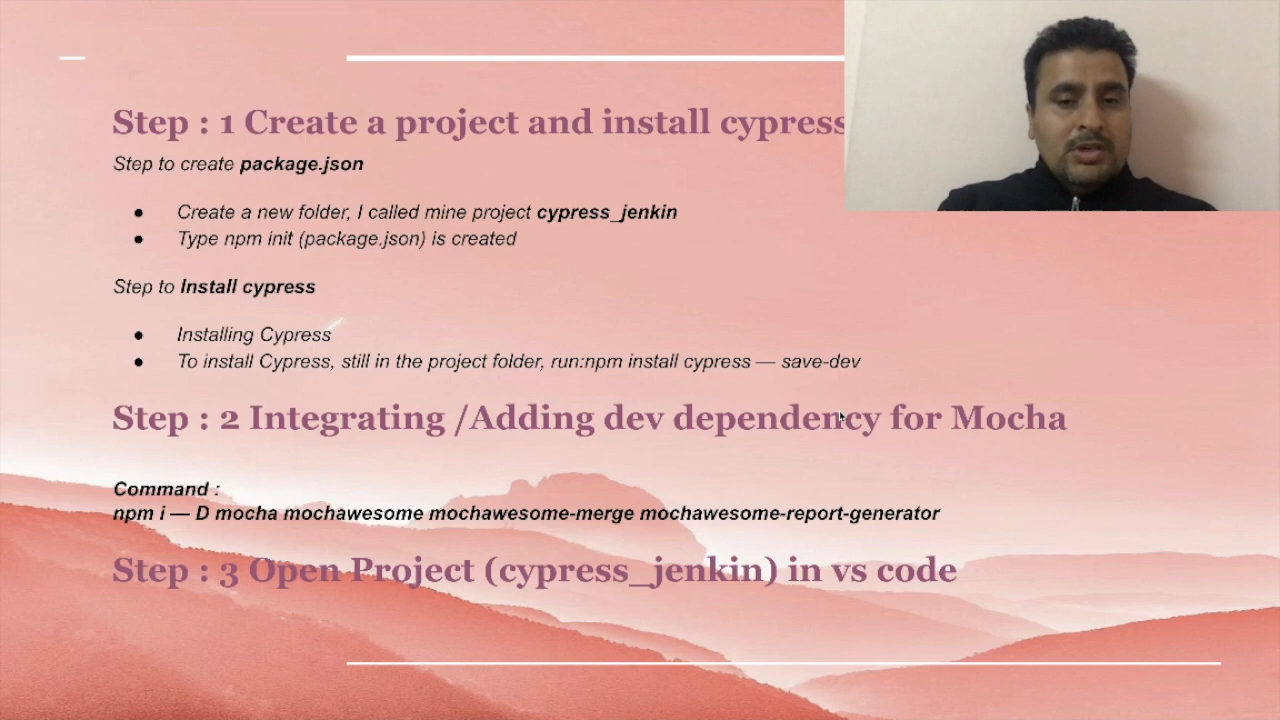 Step : 1 Create a project and install cypress
Step to create package.json
● Create a new folder, I called mine project cypress_jenkin
● Type npm init (package.json) is created
Step to Install cypress
● Installing Cypress
● To install Cypress, still in the project folder, run:npm install cypress — save-dev
Step : 2 Integrating /Adding dev dependency for Mocha
Command :
npm i — D mocha mochawesome mochawesome-merge mochawesome-report-generator
Step : 3 Open Project (cypress_jenkin) in vs code